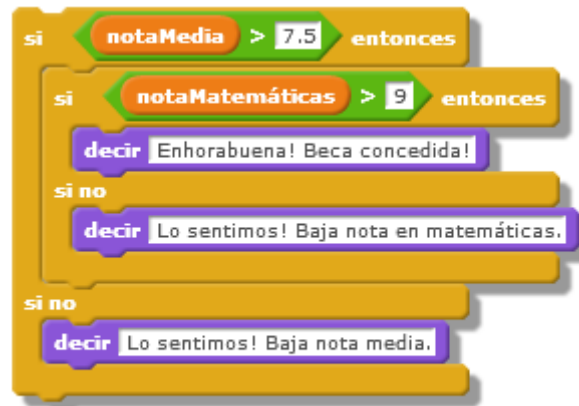 si notaMedia > 7.5 entonces
si notaMatemáticas > 9 entonces
decir Enhorabuena! Beca concedida!
si no
decir Lo sentimos! Baja nota en matemáticas.
si no
decir Lo sentimos! Baja nota media.